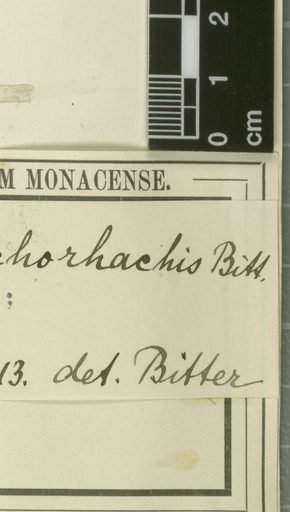 2
1
0
cm
M MONACENSE.
chorhachis Bitt.
;
13. det. Bitter